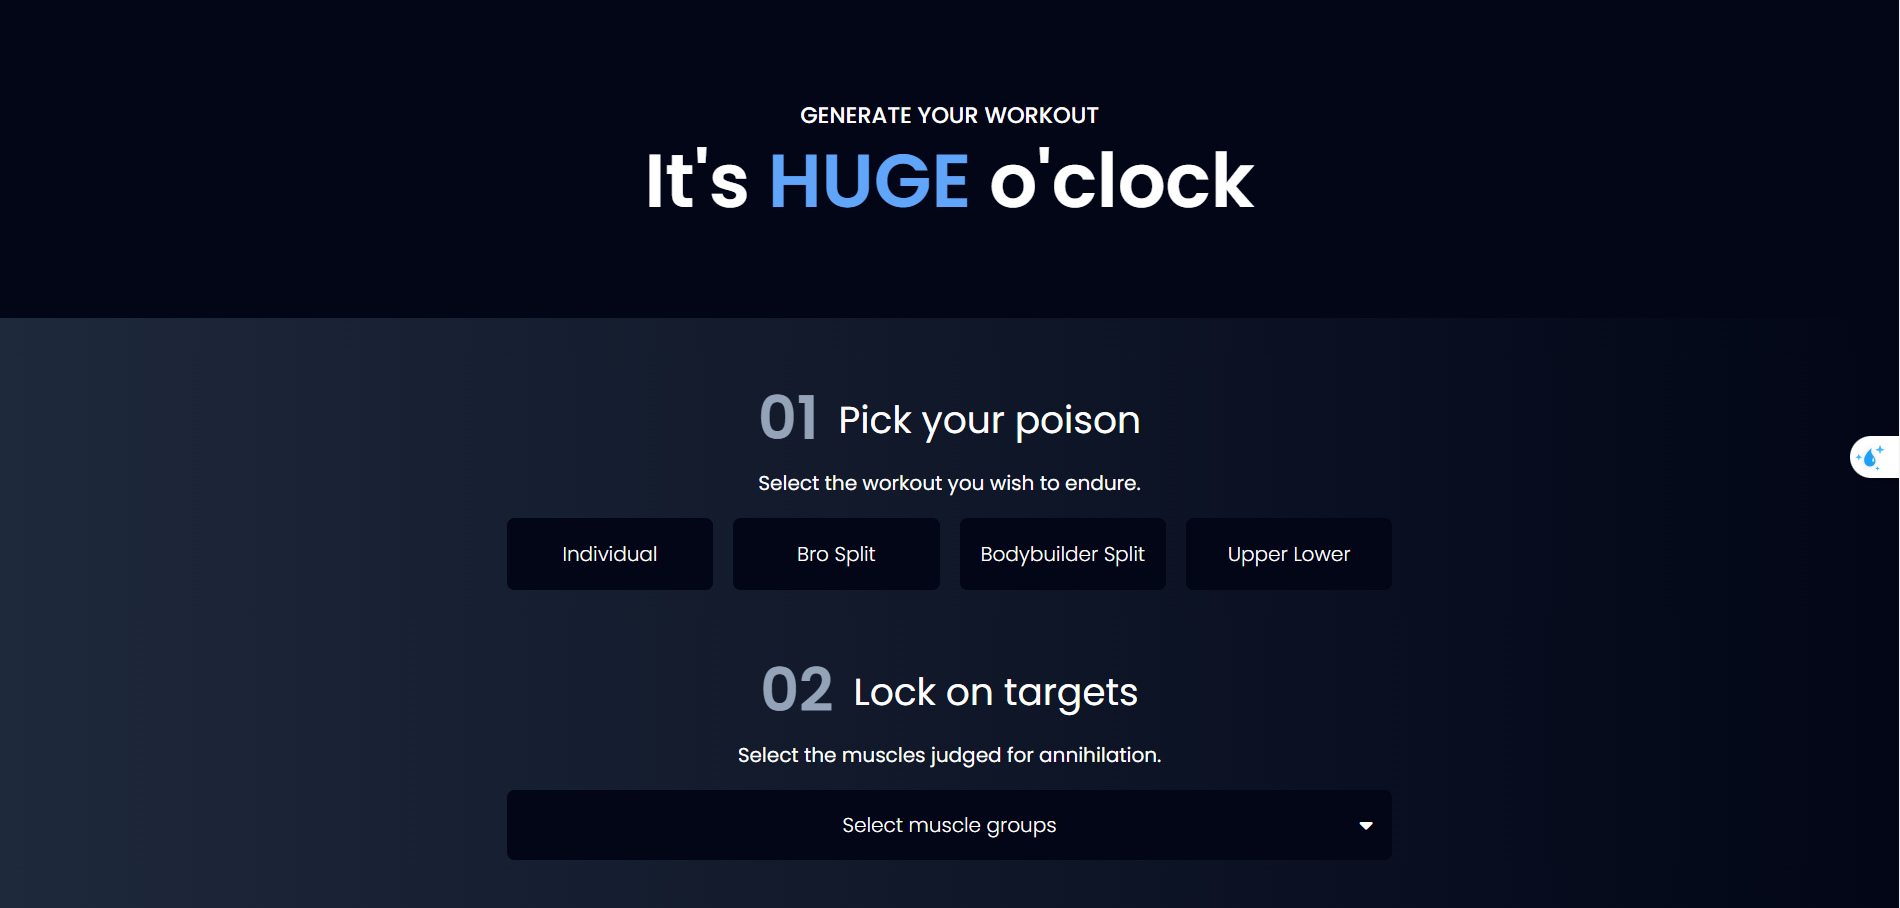 GENERATE YOUR WORKOUT
It's HUGE o'clock
01 Pick your poison
Select the workout you wish to endure.
Individual
Bro Split
Bodybuilder Split
Upper Lower
02 Lock on targets
Select the muscles judged for annihilation.
Select muscle groups